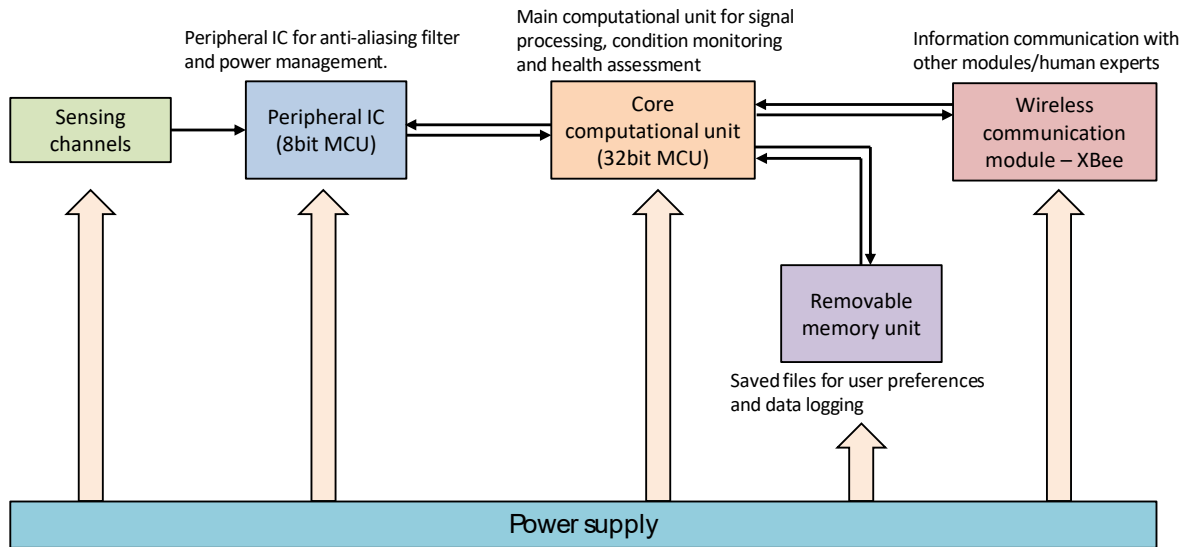 Peripheral IC for anti-aliasing filter
and power management.
Main computational unit for signal
processing, condition monitoring
and health assessment
Information communication with
other modules/human experts
Sensing
channels
Peripheral IC
(8bit MCU)
Core
computational unit
(32bit MCU)
Wireless
communication
module – XBee
Removable
memory unit
Saved files for user preferences
and data logging
Power supply